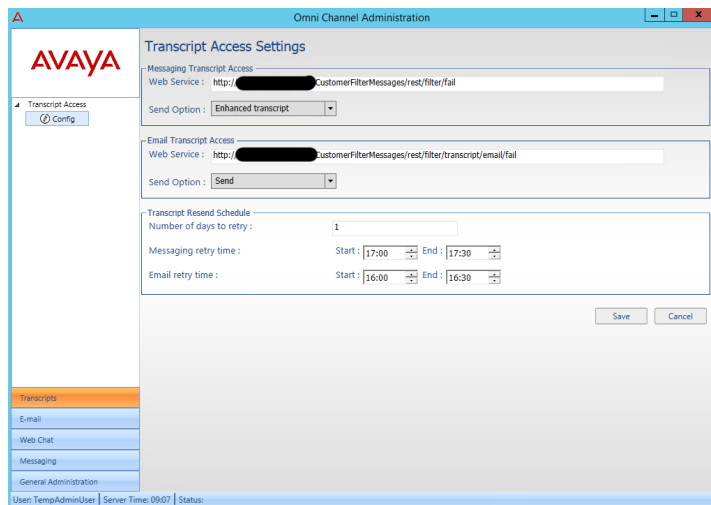 Omni Channel Administration
AVAYA
Transcript Access
Config
Transcripts
E-mail
Web Chat
Messaging
General Administration
Transcript Access Settings
Messaging Transcript Access
Web Service : http:/ CustomerFilterMessages/rest/filter/fail
Send Option : Enhanced transcript
Email Transcript Access
Web Service : http:/ CustomerFilterMessages/rest/filter/transcript/email/fail
Send Option : Send
Transcript Resend Schedule
Number of days to retry : 1
Messaging retry time : Start : 17:00 End : 17:30
Email retry time : Start : 16:00 End : 16:30
Save Cancel
User: TempAdminUser Server Time: 09:07 Status: